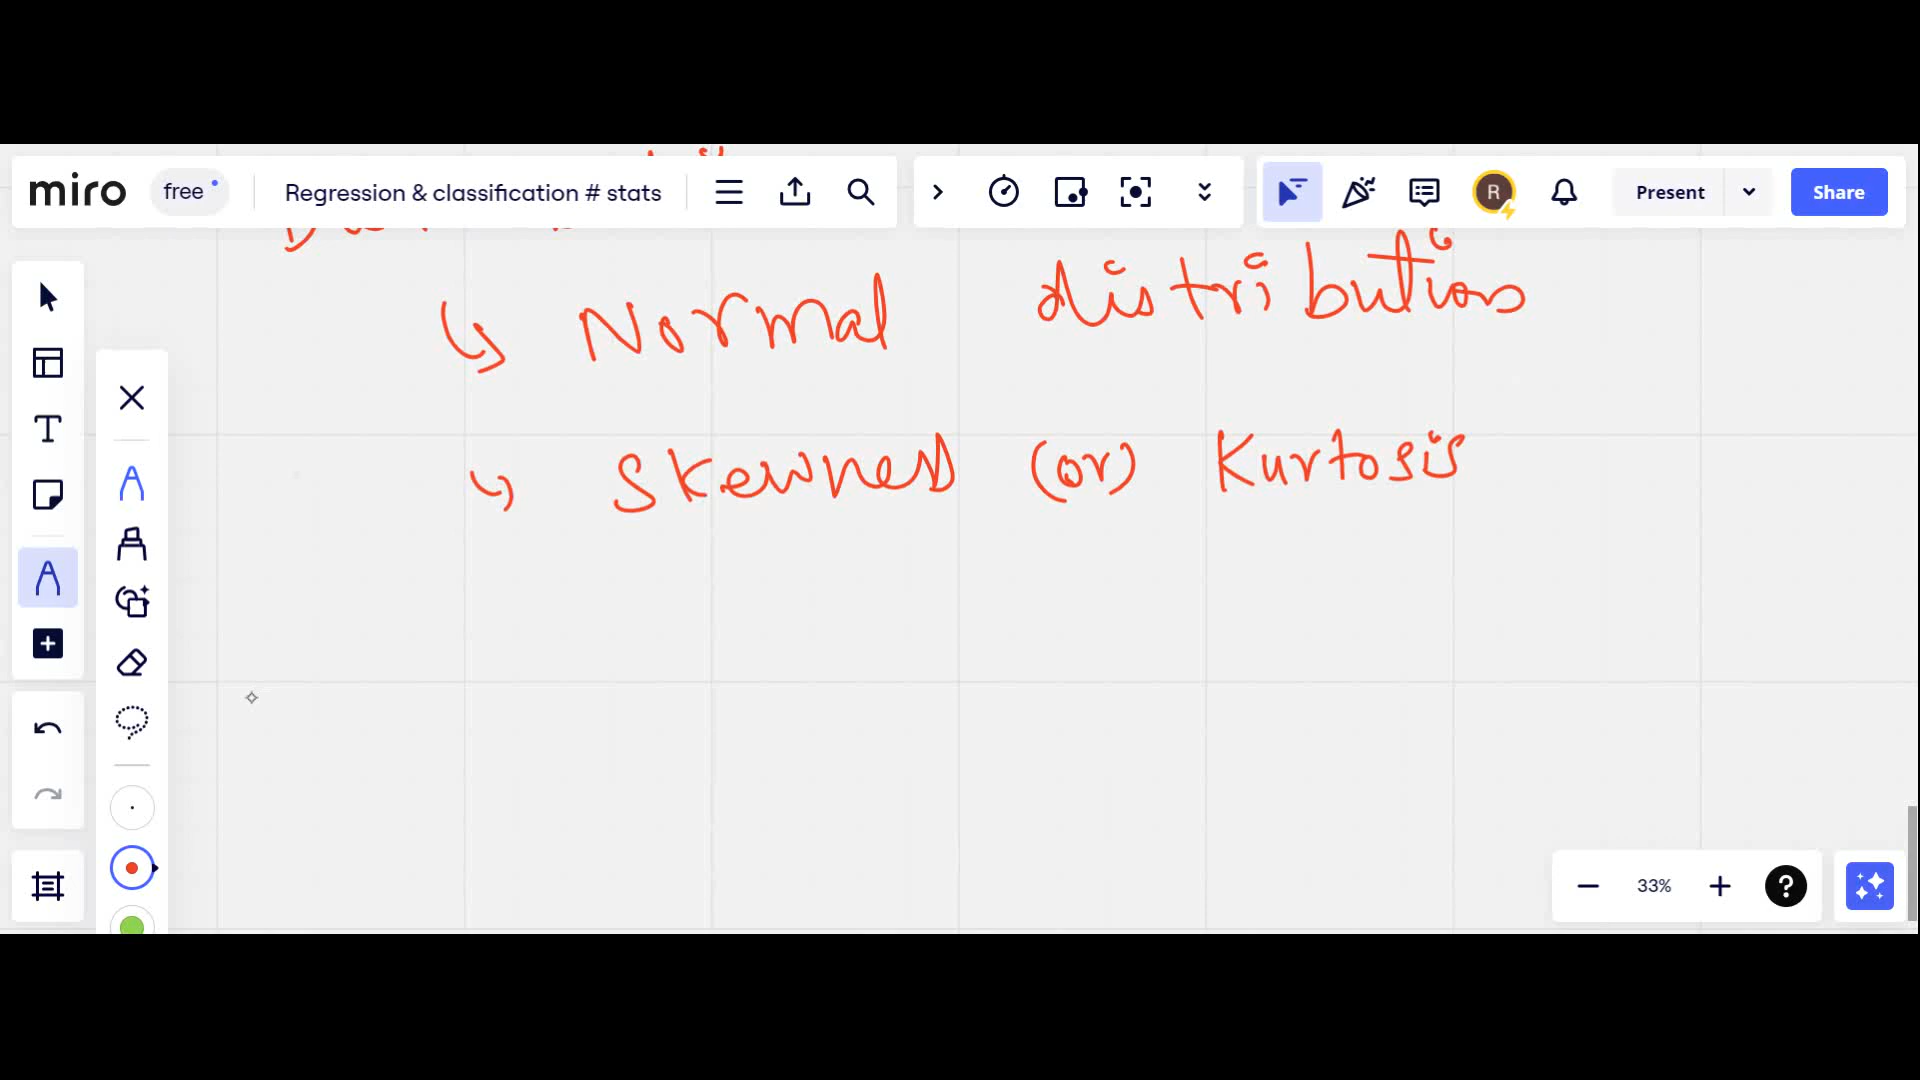 miro free Regression & classification # stats Present Share
↳ Normal distribution
↳ Skewness (or) Kurtosis
33%